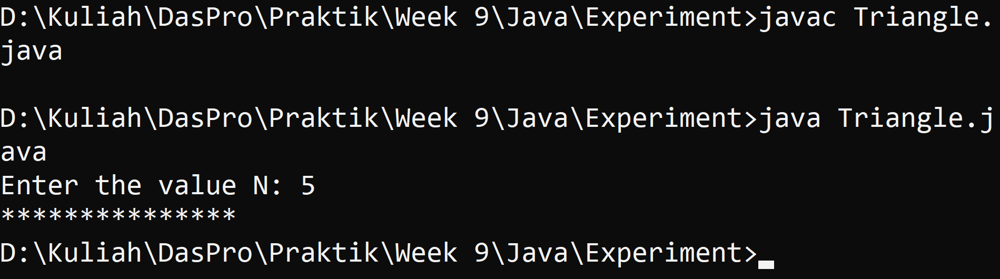 D:\Kuliah\DasPro\Praktik\Week 9\Java\Experiment>javac Triangle.
java
D:\Kuliah\DasPro\Praktik\Week 9\Java\Experiment>java Triangle.j
ava
Enter the value N: 5
***************
D:\Kuliah\DasPro\Praktik\Week 9\Java\Experiment>